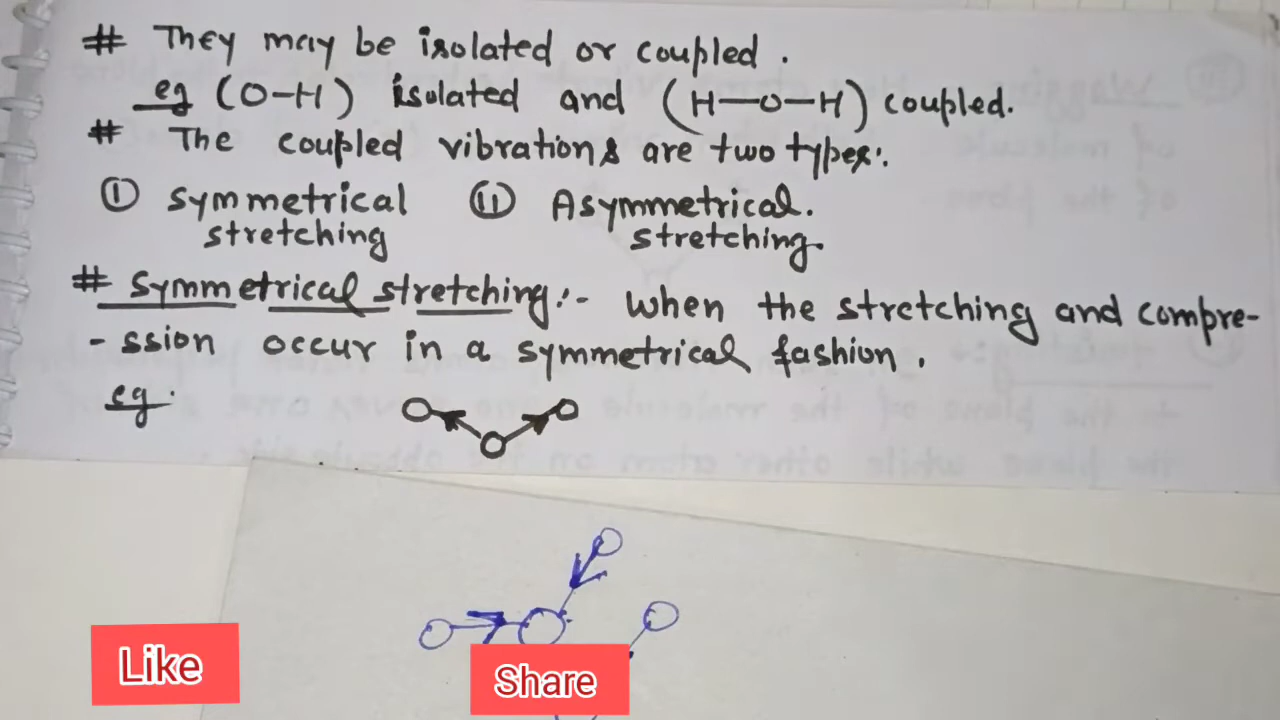 # They may be isolated or coupled.
eg (O-H) isolated and (H-O-H) coupled.
# The coupled vibrations are two types:
(i) symmetrical stretching (ii) Asymmetrical. stretching.
# Symmetrical stretching:- When the stretching and compre-
-ssion occur in a symmetrical fashion.
eg:
Like
Share